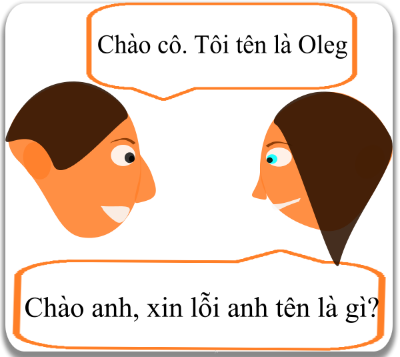 Chào cô. Tôi tên là Oleg
Chào anh, xin lỗi anh tên là gì?